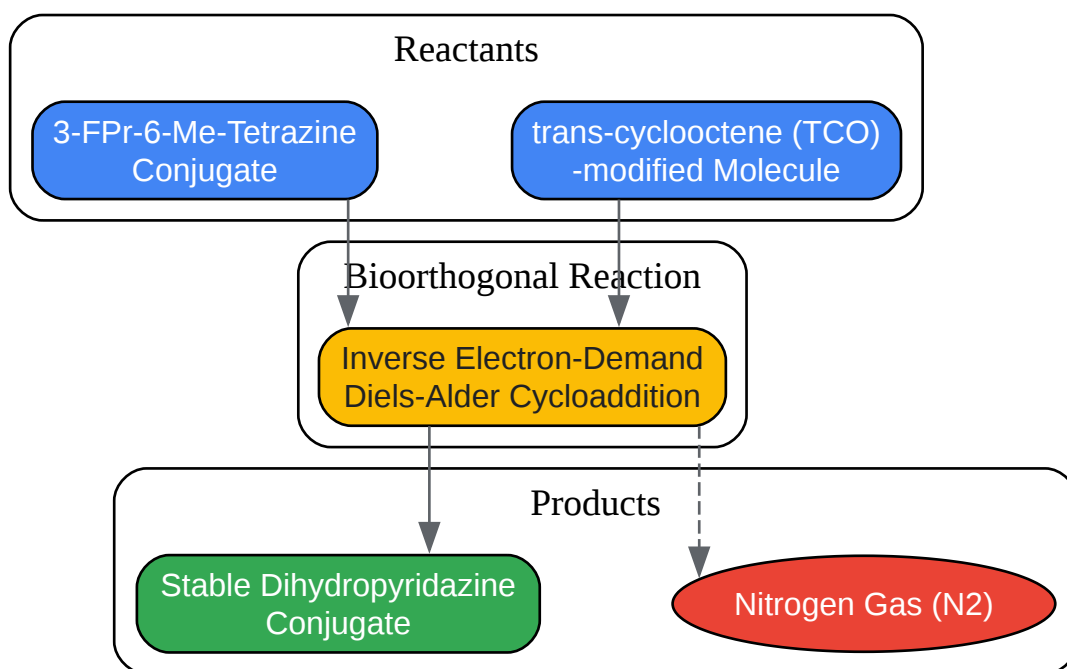 Reactants
3-FPr-6-Me-Tetrazine
Conjugate
trans-cyclooctene (TCO)
-modified Molecule
Bioorthogonal Reaction
Inverse Electron-Demand
Diels-Alder Cycloaddition
Products
Stable Dihydropyridazine
Conjugate
Nitrogen Gas (N2)